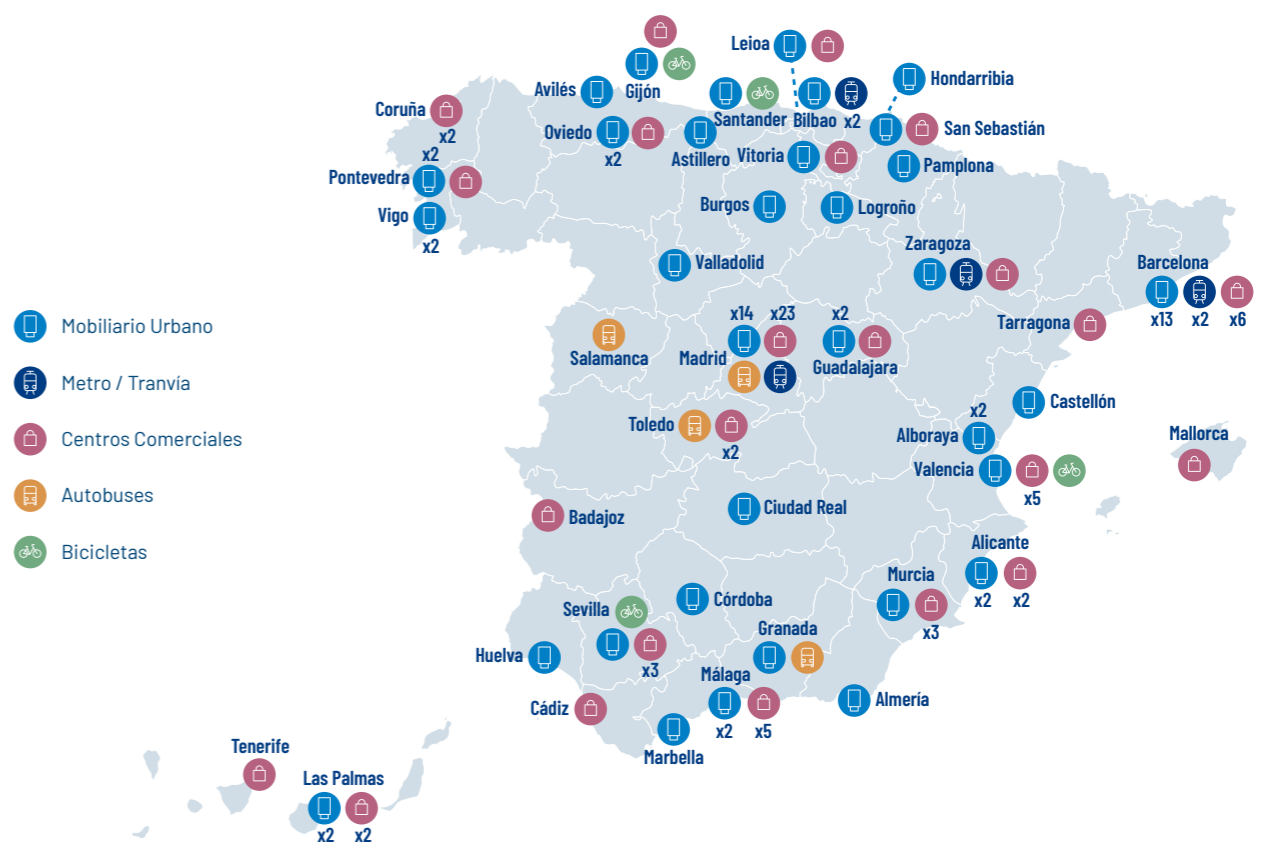 Leioa
Hondarribia
Avilés
Gijón
Coruña
x2
Santander
Bilbao
x2
San Sebastián
Oviedo
x2
Astillero
Vitoria
Pamplona
x2
Pontevedra
Vigo
x2
Burgos
Logroño
Zaragoza
Valladolid
Barcelona
x13
x2
x6
Mobiliario Urbano
Metro / Tranvía
Centros Comerciales
Autobuses
Bicicletas
Salamanca
x14
x23
Madrid
x2
Guadalajara
Tarragona
Toledo
x2
Castellón
x2
Alboraya
Valencia
x5
Mallorca
Badajoz
Ciudad Real
Alicante
x2
x2
Murcia
x3
Sevilla
x3
Córdoba
Granada
Huelva
Málaga
x2
x5
Almería
Cádiz
Marbella
Tenerife
Las Palmas
x2
x2